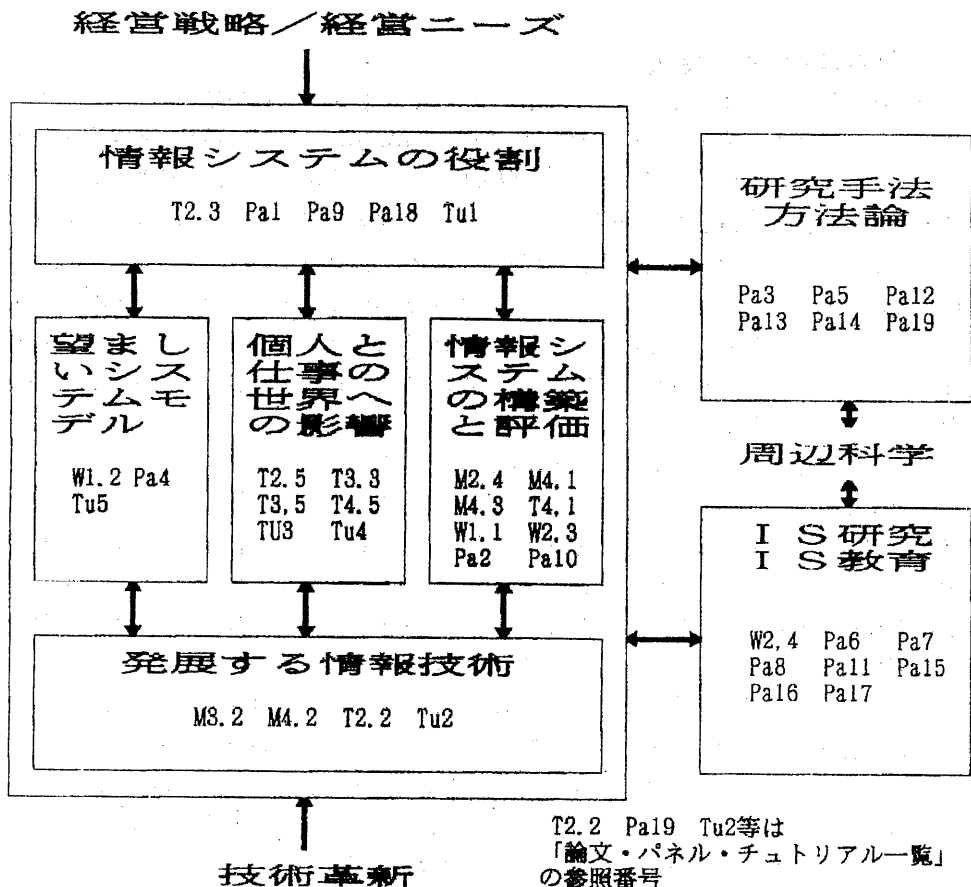 経営戦略／経営ニーズ
情報システムの役割
T2.3 Pa1 Pa9 Pa18 Tu1
望まし
いシス
テムモ
デル
W1.2 Pa4
Tu5
個人と
仕事の
世界へ
の影響
T2.5 T3.3
T3,5 T4.5
TU3 Tu4
情報シ
ステム
の構築
と評価
M2.4 M4.1
M4.3 T4,1
W1.1 W2.3
Pa2 Pa10
発展する情報技術
M3.2 M4.2 T2.2 Tu2
技術革新
研究手法
方法論
Pa3 Pa5 Pa12
Pa13 Pa14 Pa19
周辺科学
IS研究
IS教育
W2,4 Pa6 Pa7
Pa8 Pa11 Pa15
Pa16 Pa17
T2.2 Pa19 Tu2等は
「論文・パネル・チュトリアル一覧」
の参照番号